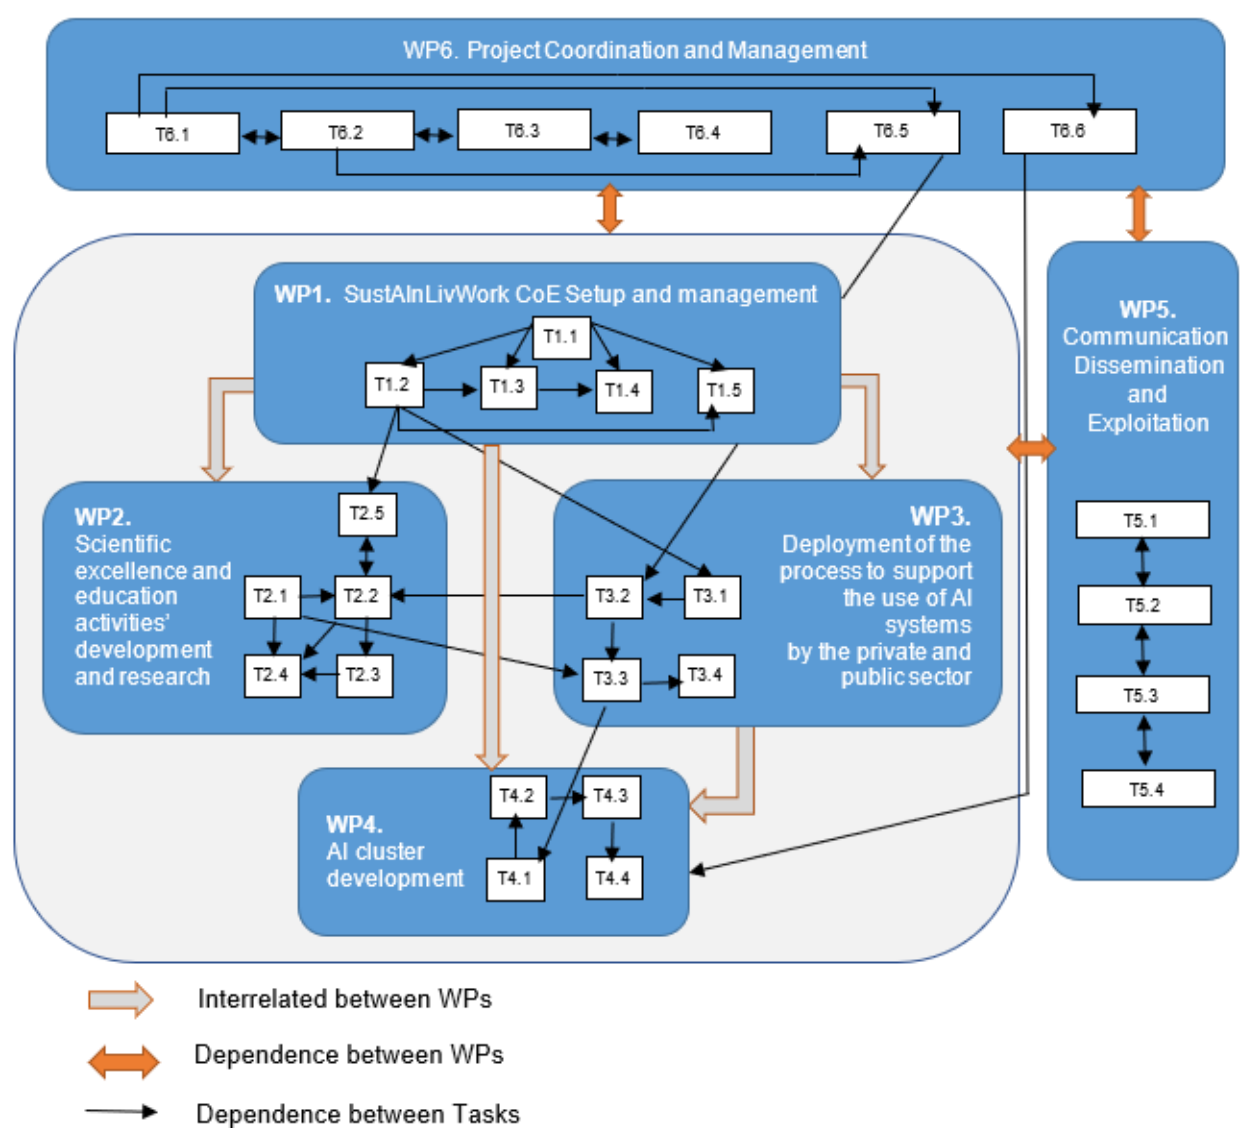 WP6. Project Coordination and Management
T6.1
T6.2
T6.3
T6.4
T6.5
T6.6
WP1. SustAInLivWork CoE Setup and management
T1.1
T1.2
T1.3
T1.4
T1.5
WP5.
Communication
Dissemination
and
Exploitation
T5.1
T5.2
T5.3
T5.4
WP2.
Scientific
excellence and
education
activities'
development
and research
T2.5
T2.1
T2.2
T2.4
T2.3
WP3.
Deployment of the
process to support
the use of AI
systems
by the private and
public sector
T3.2
T3.1
T3.3
T3.4
WP4.
AI cluster
development
T4.2
T4.3
T4.1
T4.4
Interrelated between WPs
Dependence between WPs
Dependence between Tasks